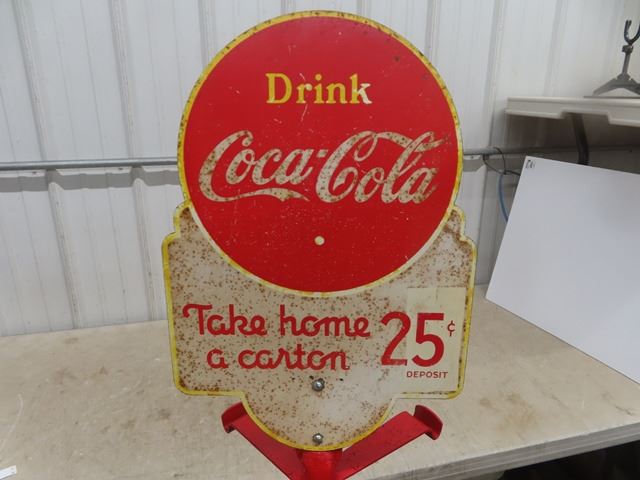 Drink
Coca-Cola
Take home 25¢
a carton
DEPOSIT